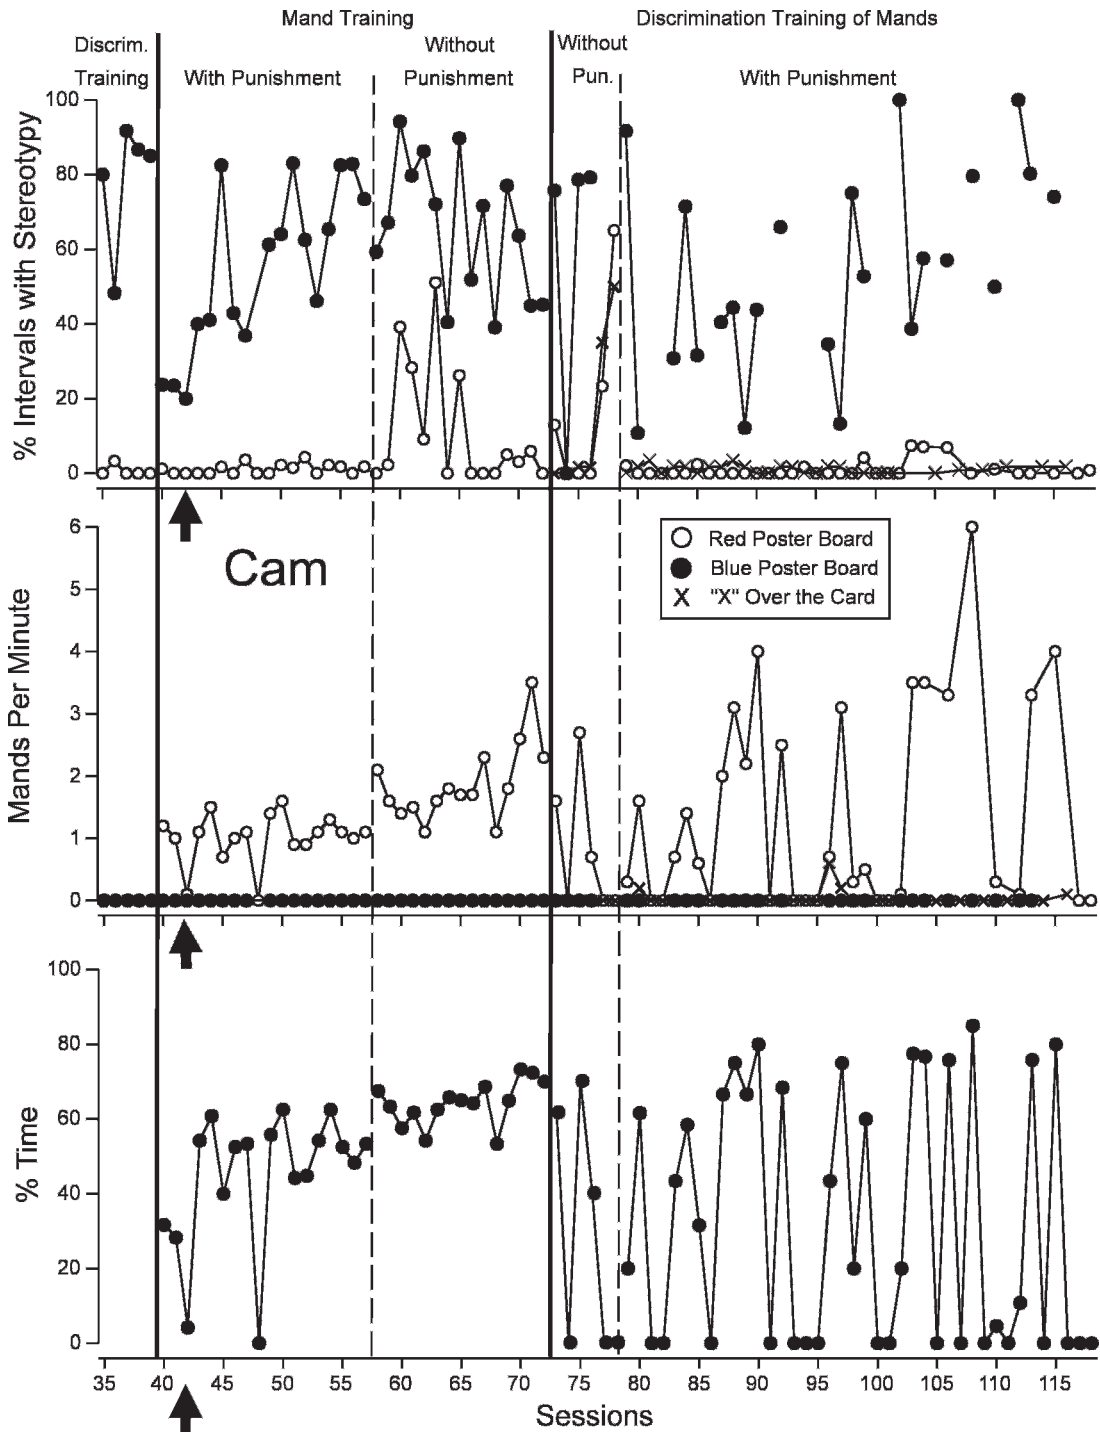 Mand Training
Discrimination Training of Mands
Discrim.
Training
With Punishment
Without
Punishment
Without
Pun.
With Punishment
% Intervals with Stereotypy
100
80
60
40
20
0
Cam
Red Poster Board
Blue Poster Board
X "X" Over the Card
Mands Per Minute
6
5
4
3
2
1
0
% Time
100
80
60
40
20
0
35 40 45 50 55 60 65 70 75 80 85 90 95 100 105 110 115
Sessions